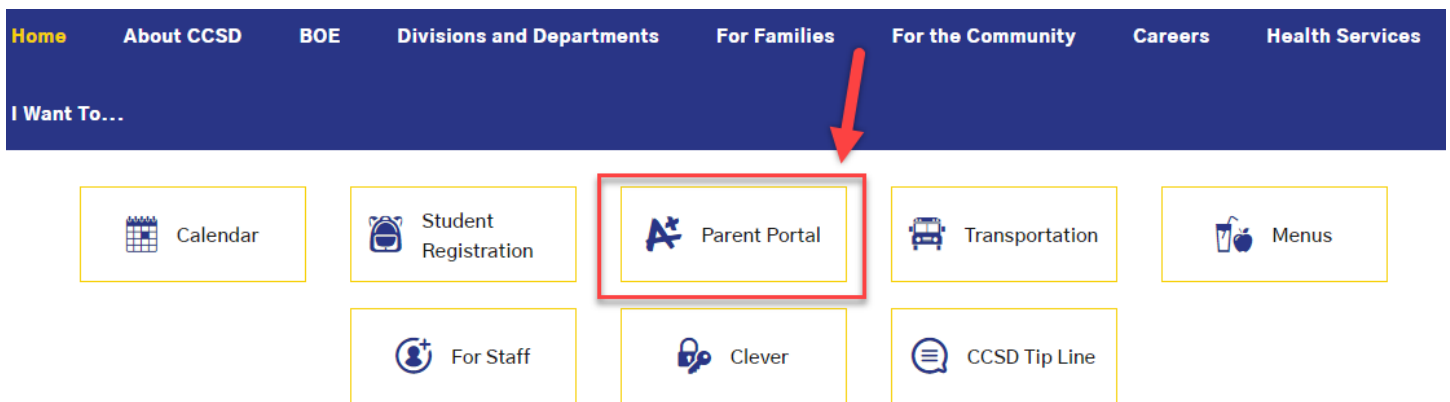 Home About CCSD BOE Divisions and Departments For Families For the Community Careers Health Services
I Want To...
Calendar
Student
Registration
A+ Parent Portal
Transportation
Menus
For Staff
Clever
CCSD Tip Line